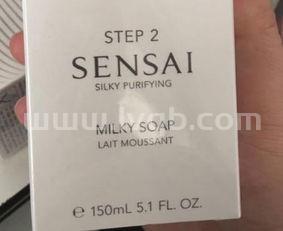 STEP 2
SENSAI
SILKY PURIFYING
MILKY SOAP
LAIT MOUSSANT
℮ 150mL 5.1 FL. OZ.